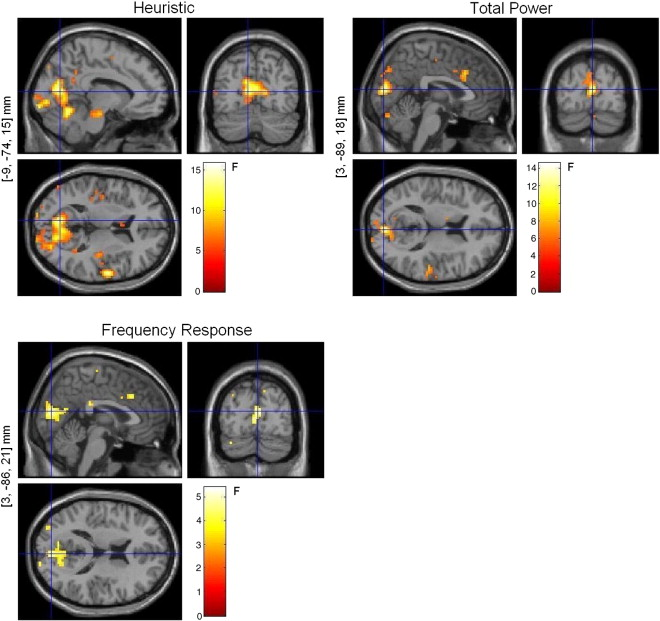 Heuristic
[-9, -74, 15] mm
F
15
10
5
0
Total Power
[3, -89, 18] mm
F
14
12
10
8
6
4
2
0
Frequency Response
[3, -86, 21] mm
F
5
4
3
2
1
0